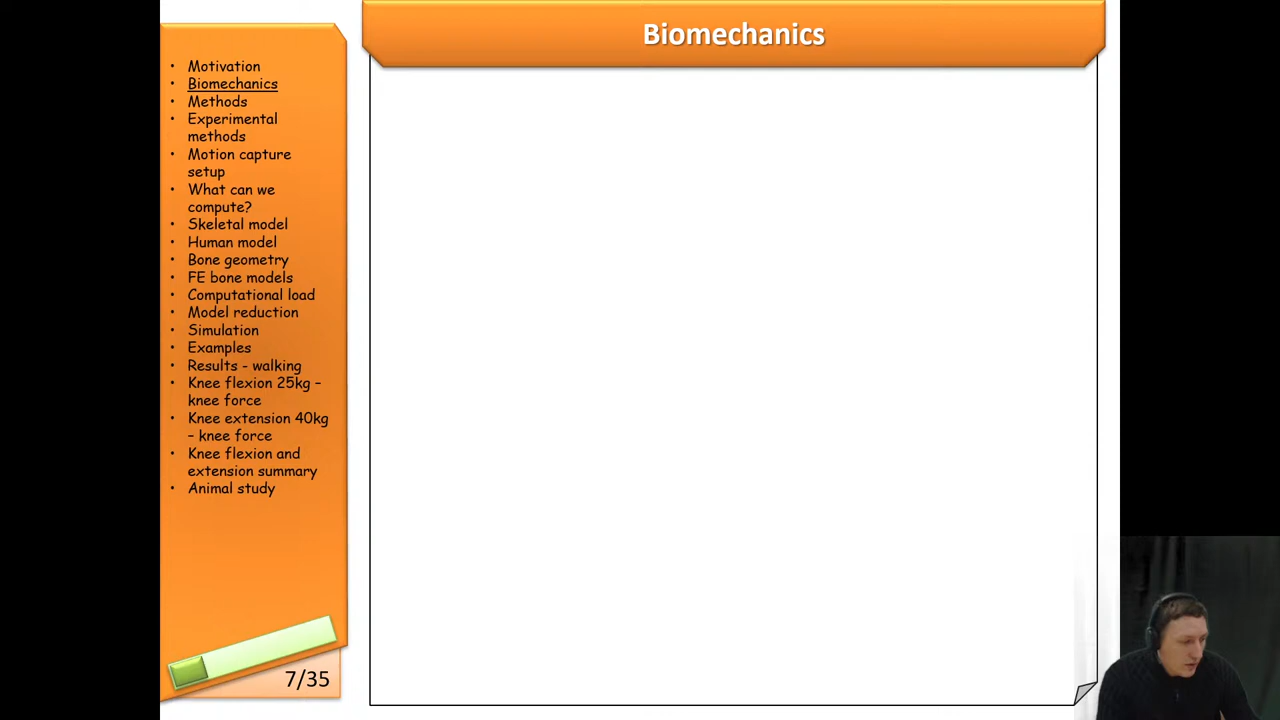 Biomechanics
• Motivation
• Biomechanics
• Methods
• Experimental
methods
• Motion capture
setup
• What can we
compute?
• Skeletal model
• Human model
• Bone geometry
• FE bone models
• Computational load
• Model reduction
• Simulation
• Examples
• Results - walking
• Knee flexion 25kg –
knee force
• Knee extension 40kg
– knee force
• Knee flexion and
extension summary
• Animal study
7/35